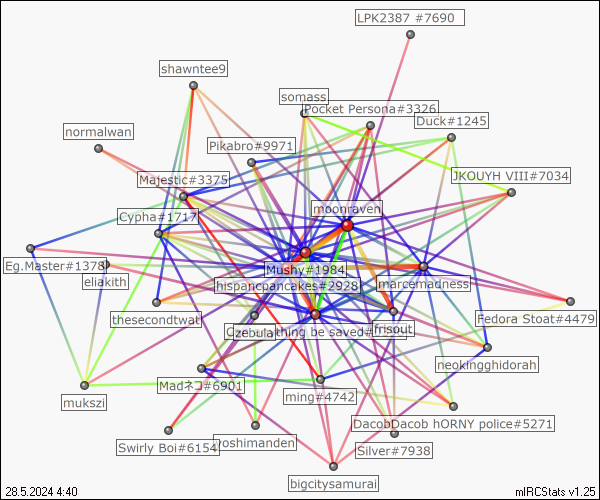 LPK2387 #7690
shawntee9
somass
Pocket Persona#3326
Duck#1245
normalwan
Pikabro#9971
Majestic#3375
JKOUYH VIII#7034
moonraven
Cypha#1717
Eg.Master#1378
Mushy#1984
eliakith
hispancpancakes#2928
marcemadness
thesecondtwat
Fedora Stoat#4479
zebula
thing be saved#
frisout
neokingghidorah
Madネコ#6901
mukszi
ming#4742
DacobDacob hORNY police#5271
Swirly Boi#6154
poshimanden
Silver#7938
bigcitysamurai
28.5.2024 4:40
mIRCStats v1.25